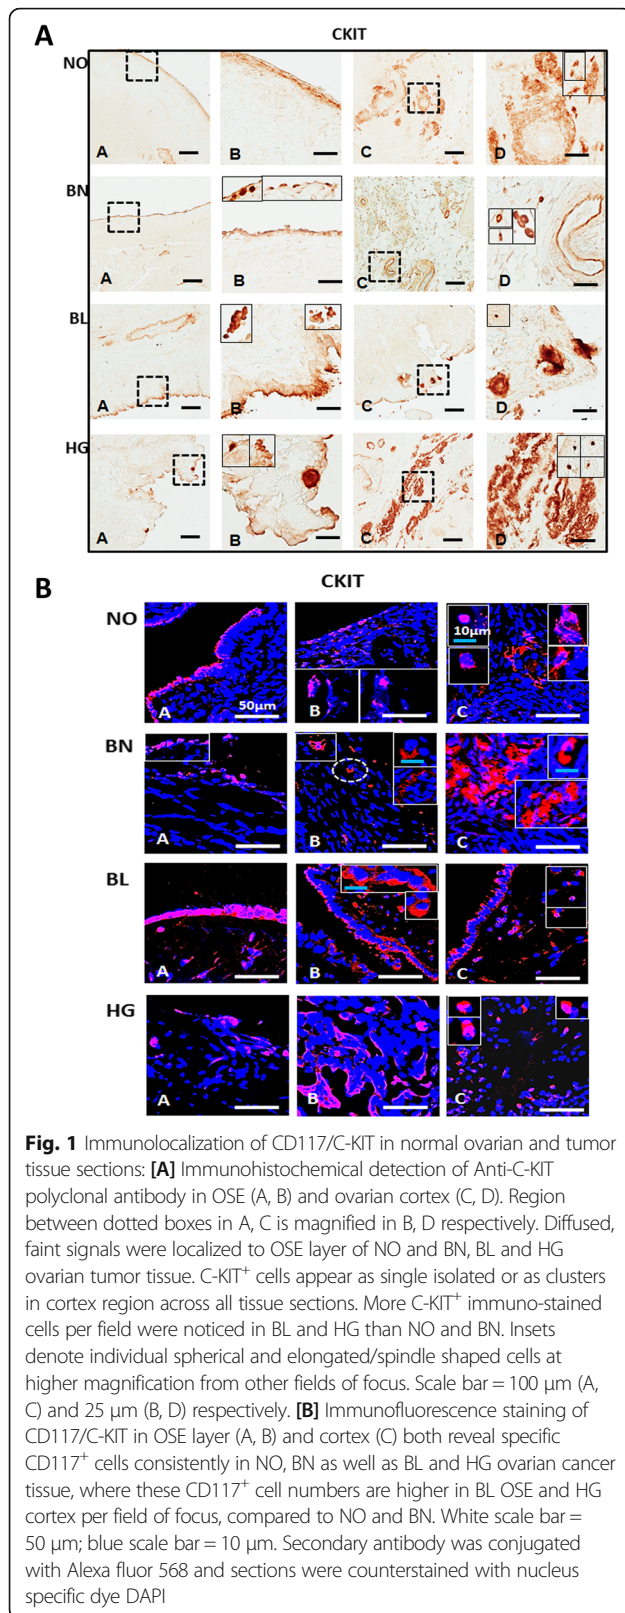 A
CKIT
NO
A
B
C
D
BN
A
B
C
D
BL
A
B
C
D
HG
A
B
C
D
B
CKIT
NO
A
50µm
B
10µm
C
BN
A
B
C
BL
A
B
C
HG
A
B
C
Fig. 1 Immunolocalization of CD117/C-KIT in normal ovarian and tumor
tissue sections: [A] Immunohistochemical detection of Anti-C-KIT
polyclonal antibody in OSE (A, B) and ovarian cortex (C, D). Region
between dotted boxes in A, C is magnified in B, D respectively. Diffused,
faint signals were localized to OSE layer of NO and BN, BL and HG
ovarian tumor tissue. C-KIT⁺ cells appear as single isolated or as clusters
in cortex region across all tissue sections. More C-KIT⁺ immuno-stained
cells per field were noticed in BL and HG than NO and BN. Insets
denote individual spherical and elongated/spindle shaped cells at
higher magnification from other fields of focus. Scale bar = 100 µm (A,
C) and 25 µm (B, D) respectively. [B] Immunofluorescence staining of
CD117/C-KIT in OSE layer (A, B) and cortex (C) both reveal specific
CD117⁺ cells consistently in NO, BN as well as BL and HG ovarian cancer
tissue, where these CD117⁺ cell numbers are higher in BL OSE and HG
cortex per field of focus, compared to NO and BN. White scale bar =
50 µm; blue scale bar = 10 µm. Secondary antibody was conjugated
with Alexa fluor 568 and sections were counterstained with nucleus
specific dye DAPI